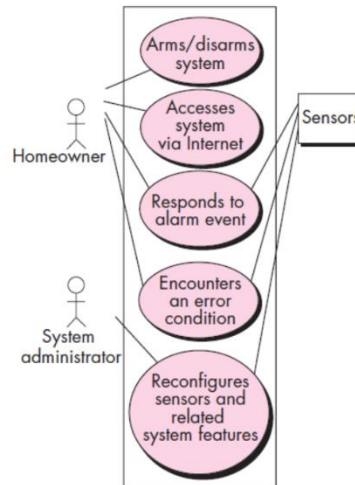 Arms/disarms
system
Accesses
system
via Internet
Sensors
Homeowner
Responds to
alarm event
Encounters
an error
condition
System
administrator
Reconfigures
sensors and
related
system features